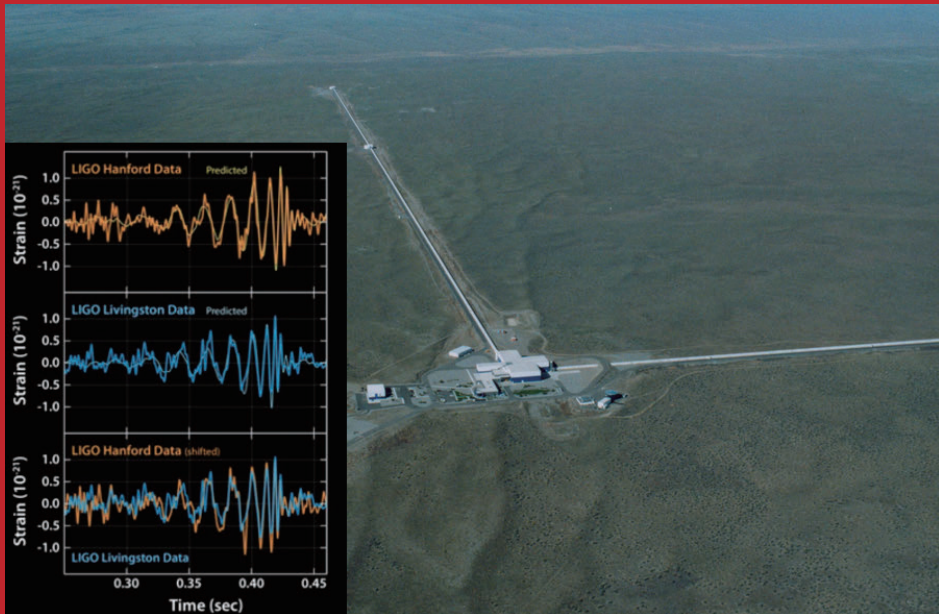 LIGO Hanford Data Predicted
Strain (10⁻²¹)
1.0
0.5
0.0
-0.5
-1.0
LIGO Livingston Data Predicted
Strain (10⁻²¹)
1.0
0.5
0.0
-0.5
-1.0
LIGO Hanford Data (shifted)
Strain (10⁻²¹)
1.0
0.5
0.0
-0.5
-1.0
LIGO Livingston Data
0.30 0.35 0.40 0.45
Time (sec)